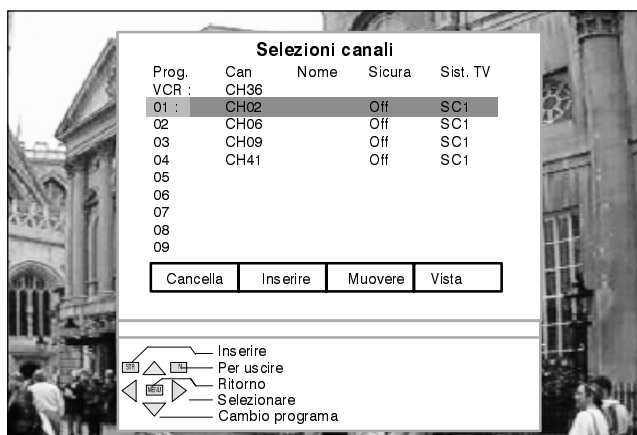 Selezioni canali
Prog. Can Nome Sicura Sist. TV
VCR : CH36
01 : CH02 Off SC1
02 CH06 Off SC1
03 CH09 Off SC1
04 CH41 Off SC1
05
06
07
08
09
Cancella Inserire Muovere Vista
Inserire
STR N Per uscire
MENU Ritorno
Selezionare
Cambio programa